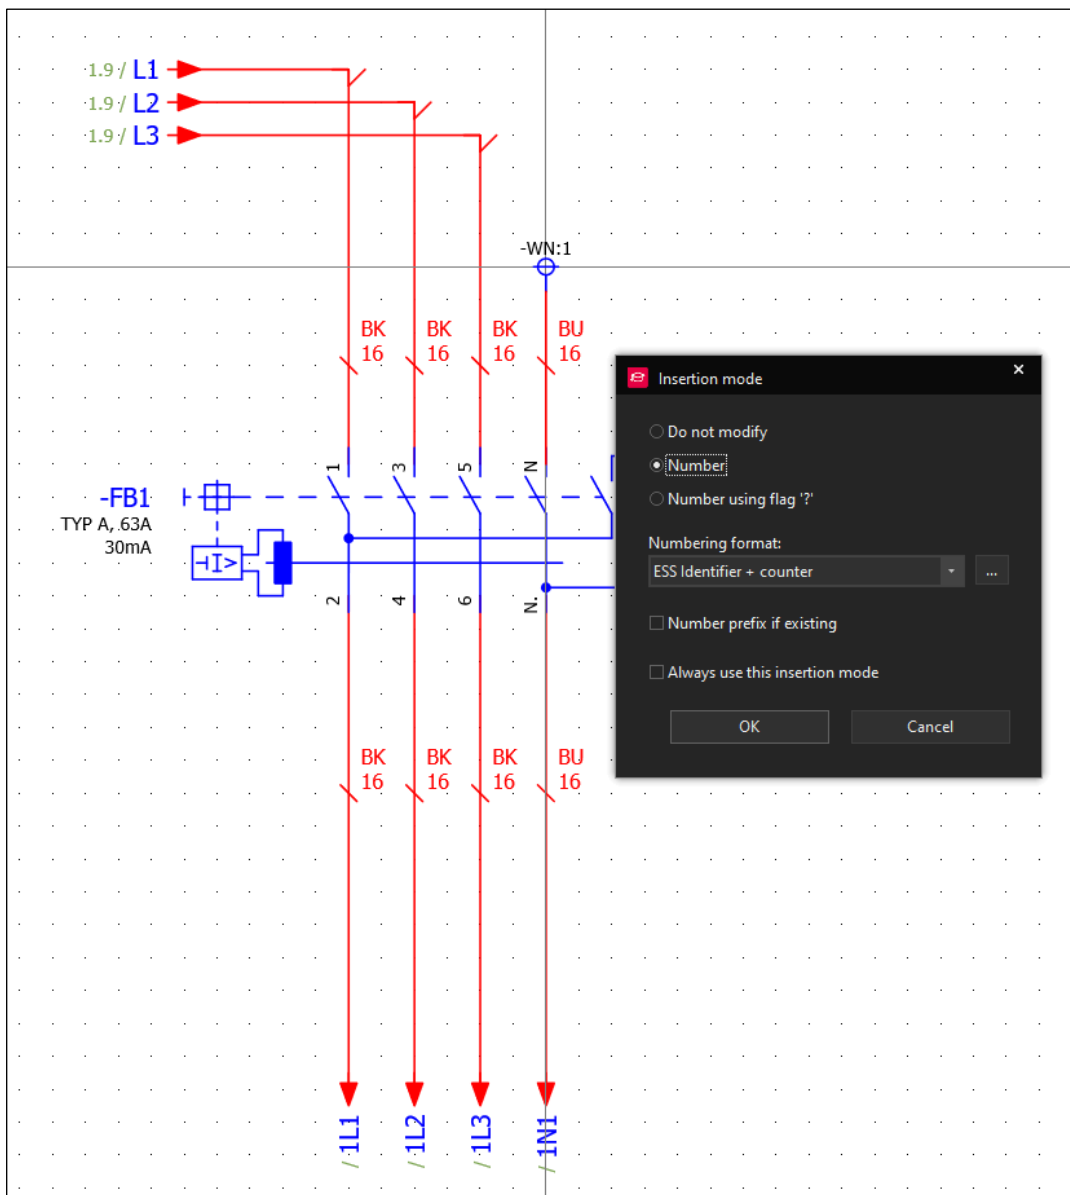 1.9 / L1
1.9 / L2
1.9 / L3
-WN:1
BK BK BK BU
16 16 16 16
Insertion mode
Do not modify
Number
Number using flag '?'
Numbering format:
ESS Identifier + counter
...
Number prefix if existing
Always use this insertion mode
OK Cancel
1 3 5 N
-FB1
TYP A, 63A
30mA
I>
2 4 6 N.
BK BK BK BU
16 16 16 16
/ 1L1 / 1L2 / 1L3 / 1N1